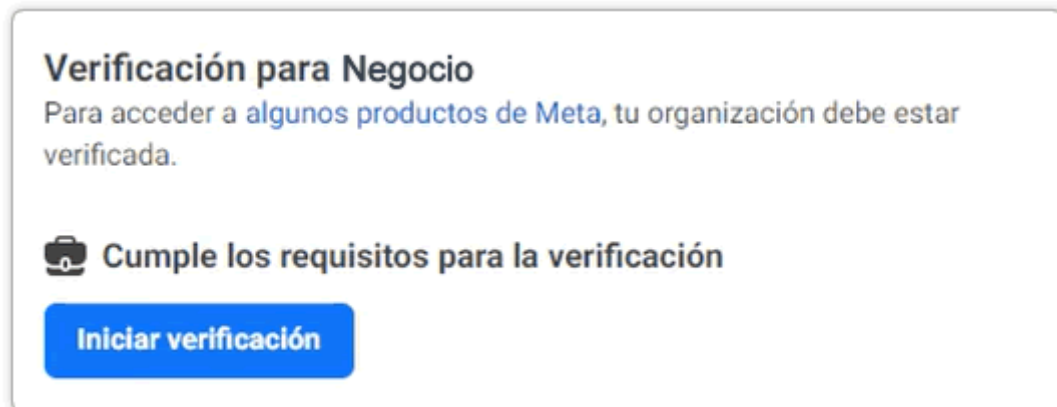 Verificación para Negocio
Para acceder a algunos productos de Meta, tu organización debe estar
verificada.
Cumple los requisitos para la verificación
Iniciar verificación